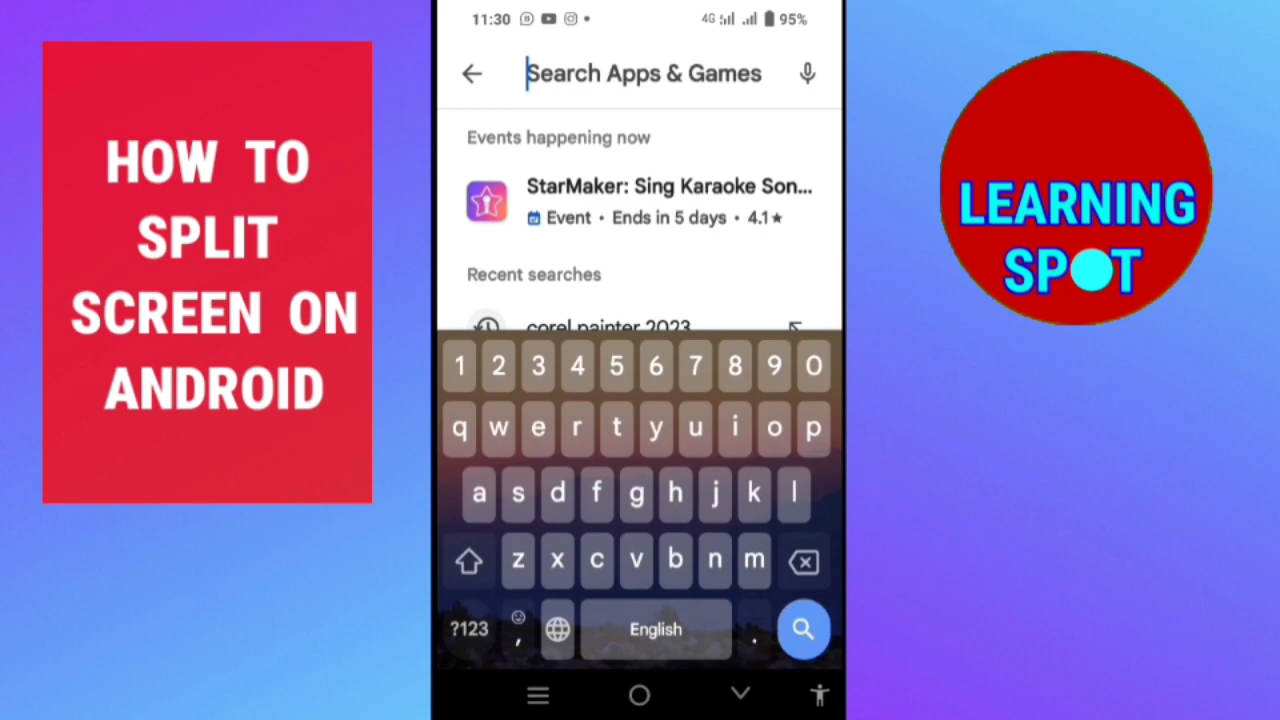 HOW TO
SPLIT
SCREEN ON
ANDROID
11:30
4G
95%
Search Apps & Games
Events happening now
StarMaker: Sing Karaoke Son...
Event • Ends in 5 days • 4.1★
Recent searches
corel painter 2023
1 2 3 4 5 6 7 8 9 0
q w e r t y u i o p
a s d f g h j k l
z x c v b n m
?123 , English .
LEARNING
SPOT